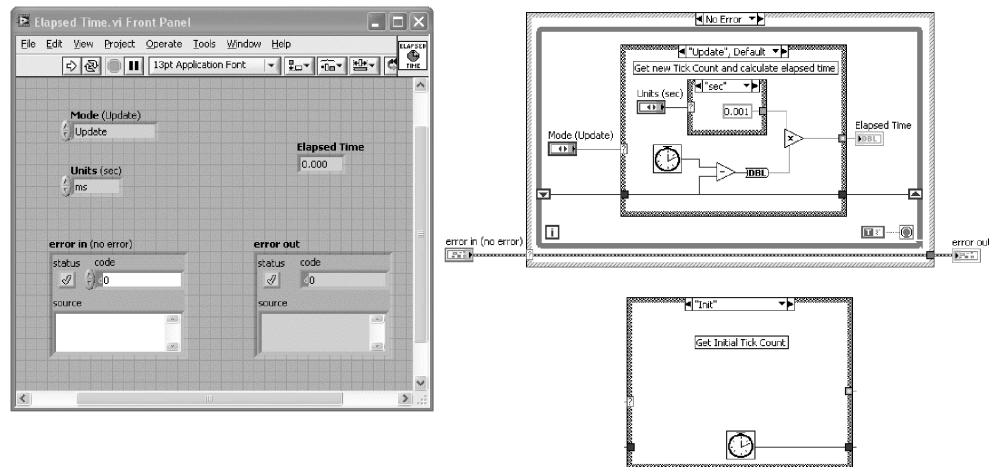 Elapsed Time.vi Front Panel
File Edit View Project Operate Tools Window Help
13pt Application Font
ELAPSED
TIME
Mode (Update)
Update
Elapsed Time
0.000
Units (sec)
ms
error in (no error)
status code
0
source
error out
status code
0
source
No Error
"Update", Default
Get new Tick Count and calculate elapsed time
Units (sec)
"sec"
0.001
Mode (Update)
Elapsed Time
DBL
DBL
i
T
error in (no error)
error out
"Init"
Get Initial Tick Count